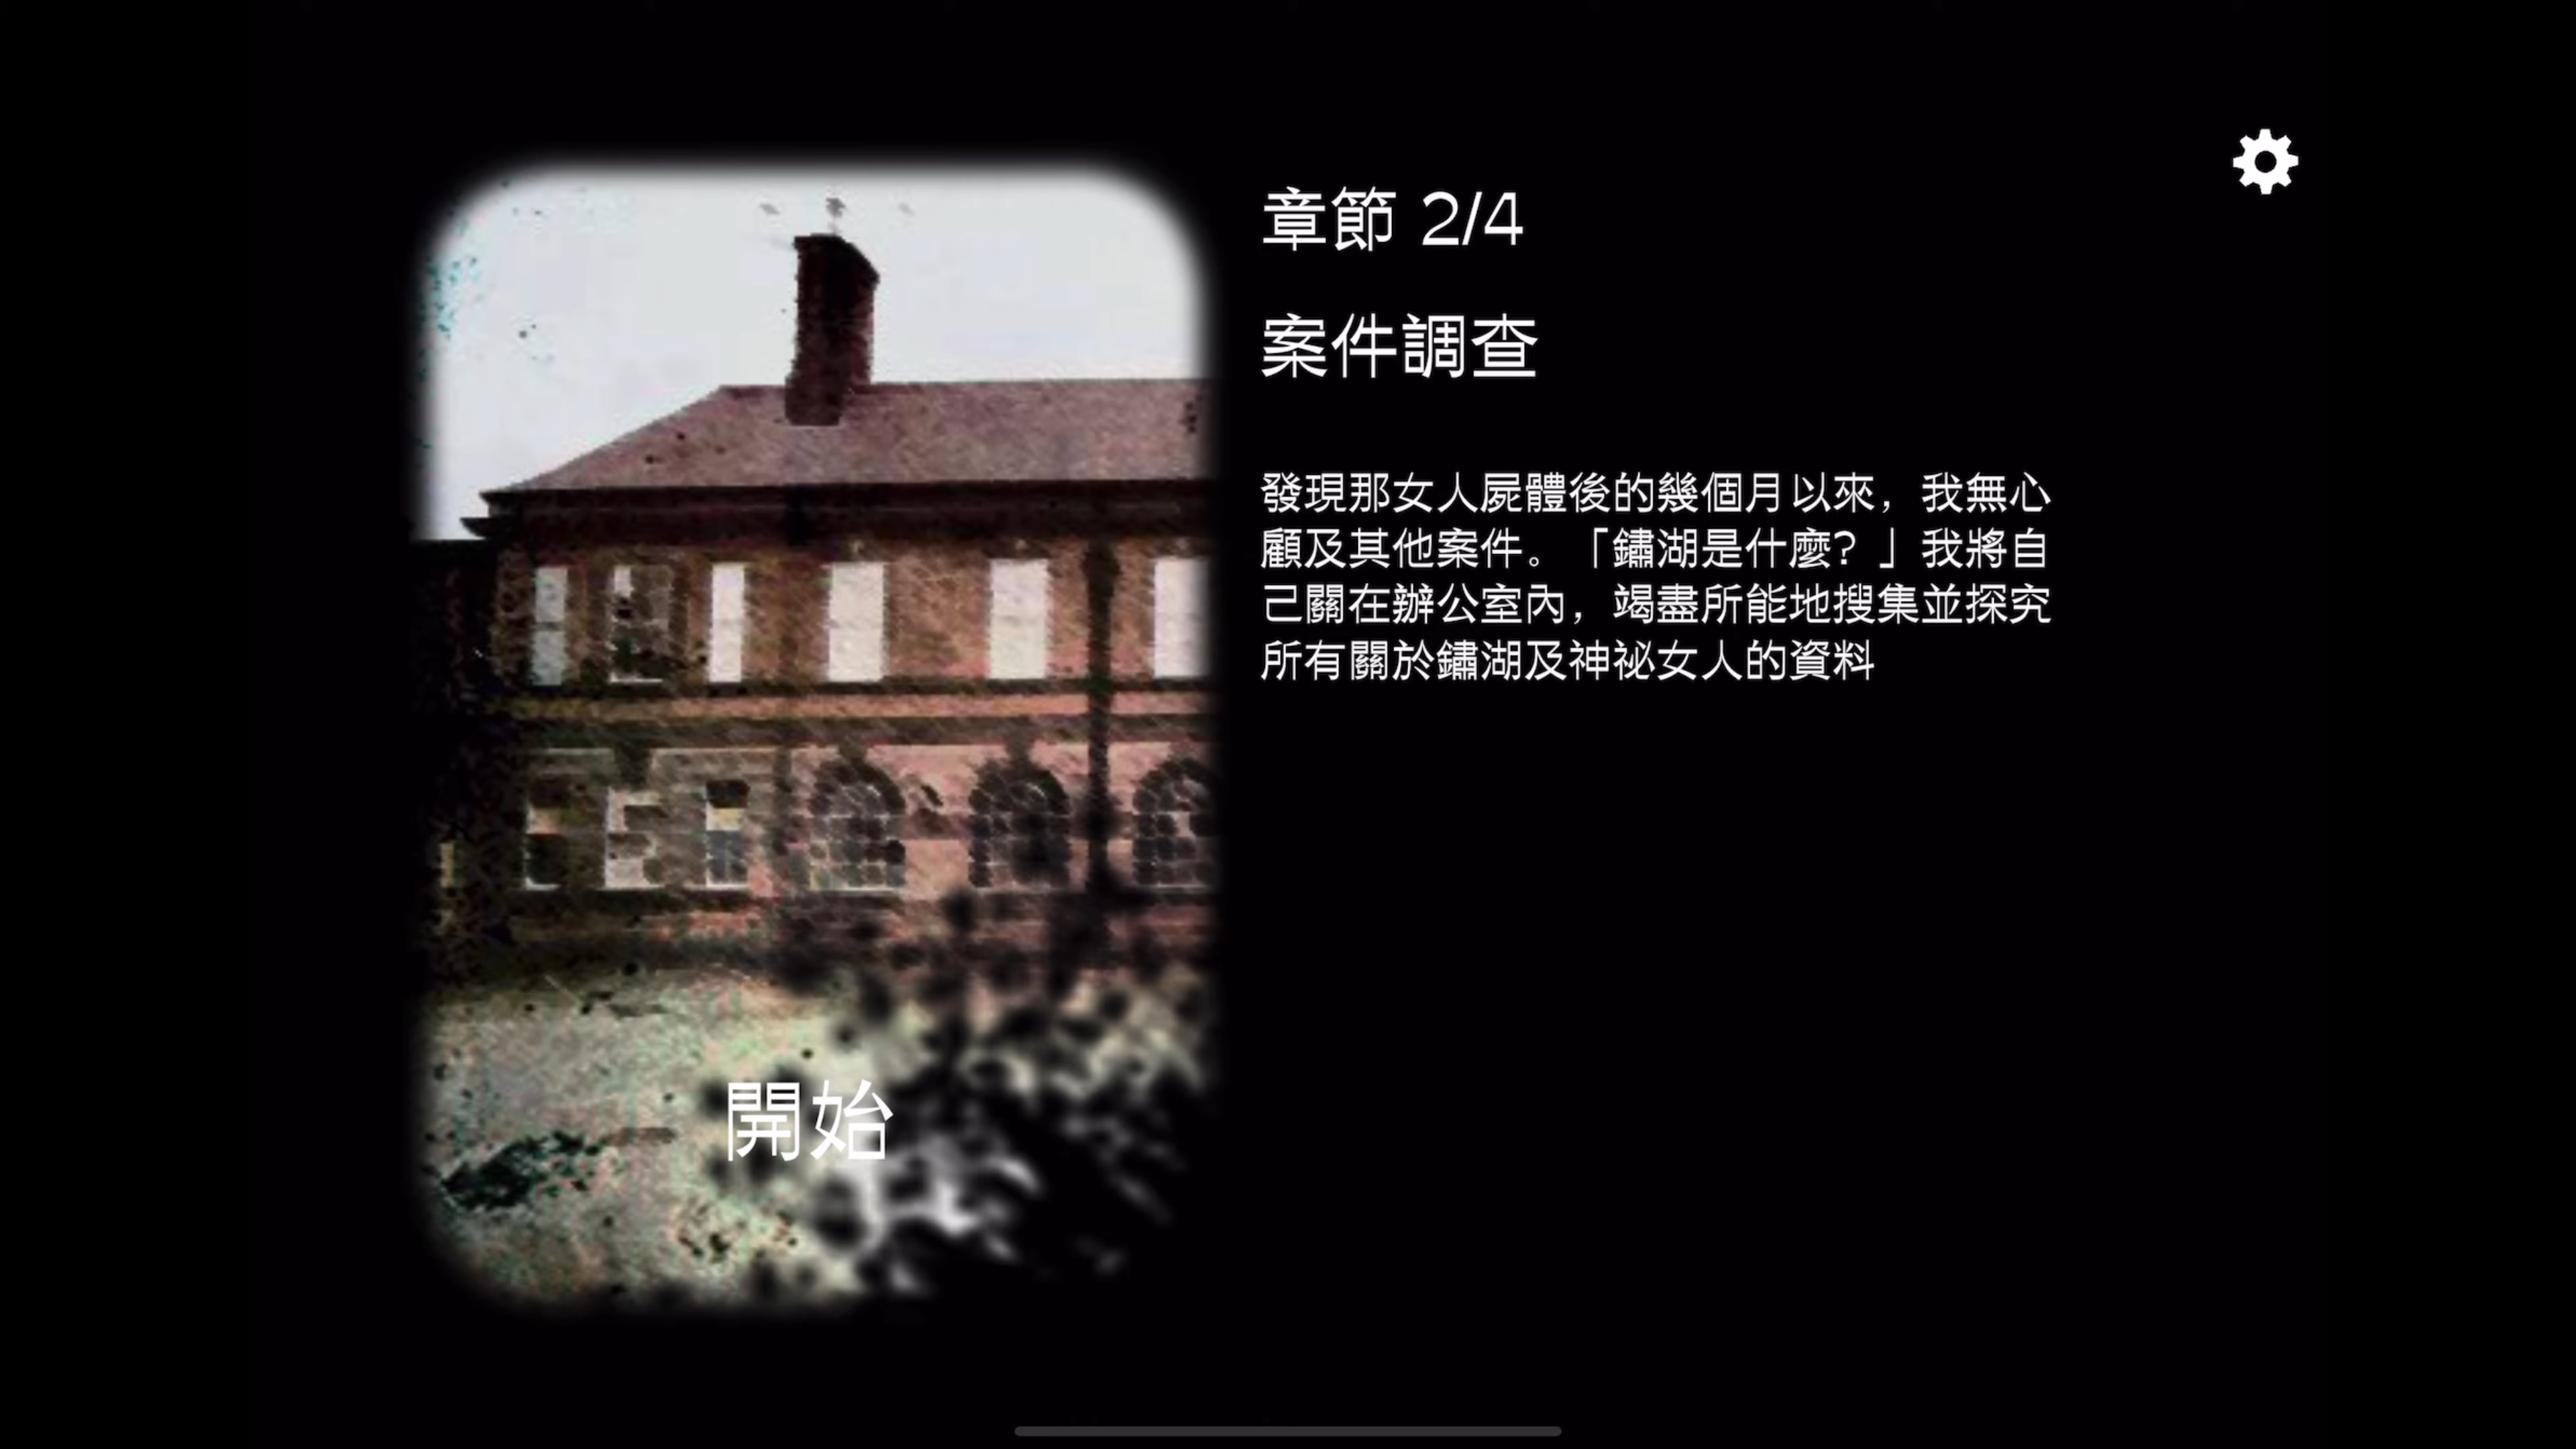 章節 2/4
案件調查
發現那女人屍體後的幾個月以來，我無心
顧及其他案件。「鏽湖是什麼？」我將自
己關在辦公室內，竭盡所能地搜集並探究
所有關於鏽湖及神祕女人的資料
開始